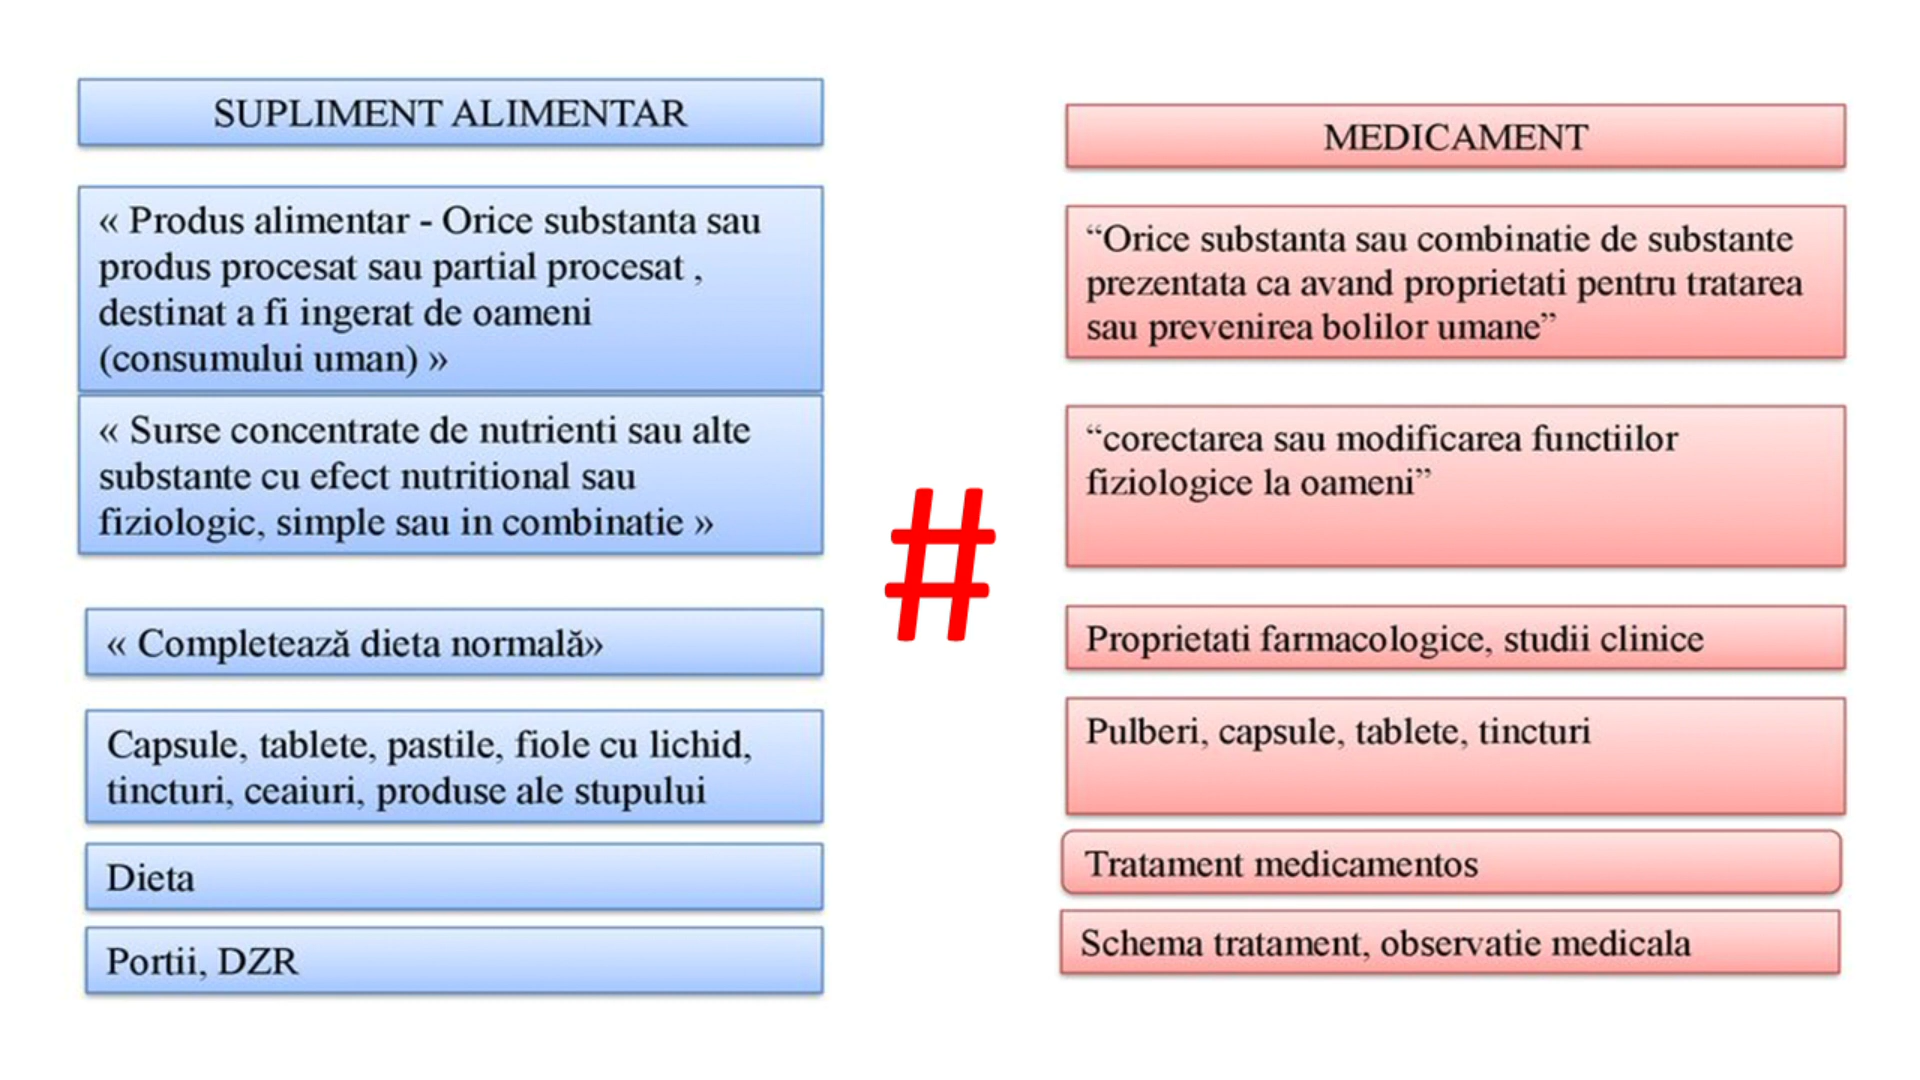 SUPLIMENT ALIMENTAR
« Produs alimentar - Orice substanta sau
produs procesat sau partial procesat ,
destinat a fi ingerat de oameni
(consumului uman) »
« Surse concentrate de nutrienti sau alte
substante cu efect nutritional sau
fiziologic, simple sau in combinatie »
« Completează dieta normală»
Capsule, tablete, pastile, fiole cu lichid,
tincturi, ceaiuri, produse ale stupului
Dieta
Portii, DZR
#
MEDICAMENT
“Orice substanta sau combinatie de substante
prezentata ca avand proprietati pentru tratarea
sau prevenirea bolilor umane”
“corectarea sau modificarea functiilor
fiziologice la oameni”
Proprietati farmacologice, studii clinice
Pulberi, capsule, tablete, tincturi
Tratament medicamentos
Schema tratament, observatie medicala